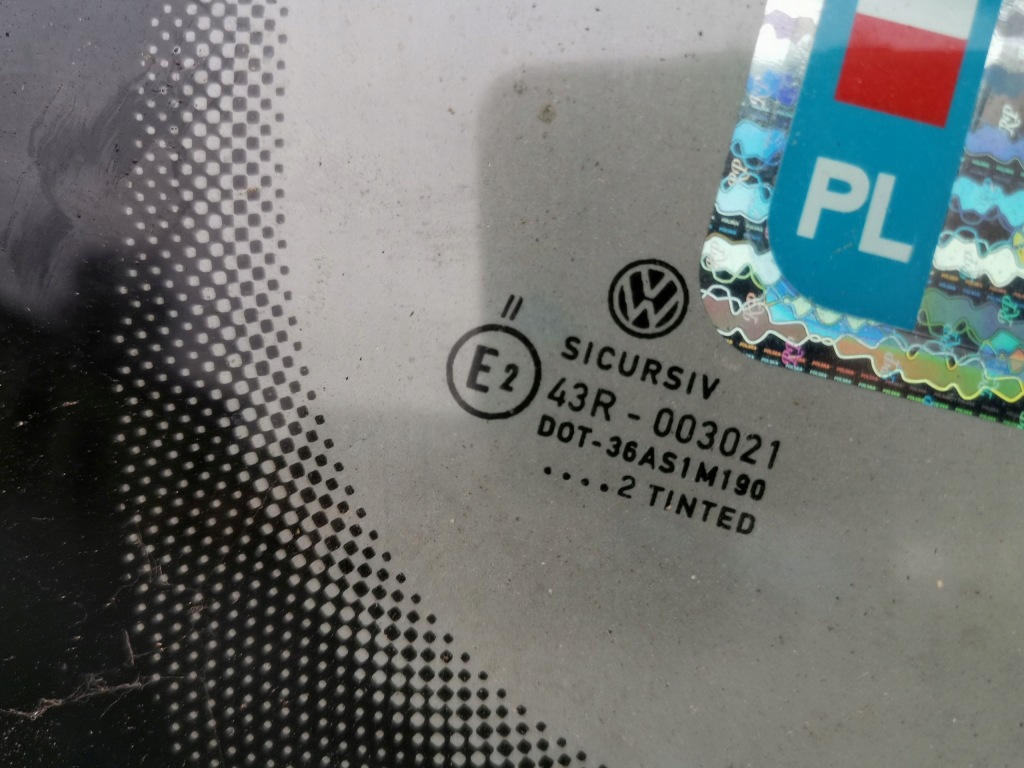 PL
II
E2
SICURSIV
43R - 003021
DOT-36AS1M190
....2 TINTED